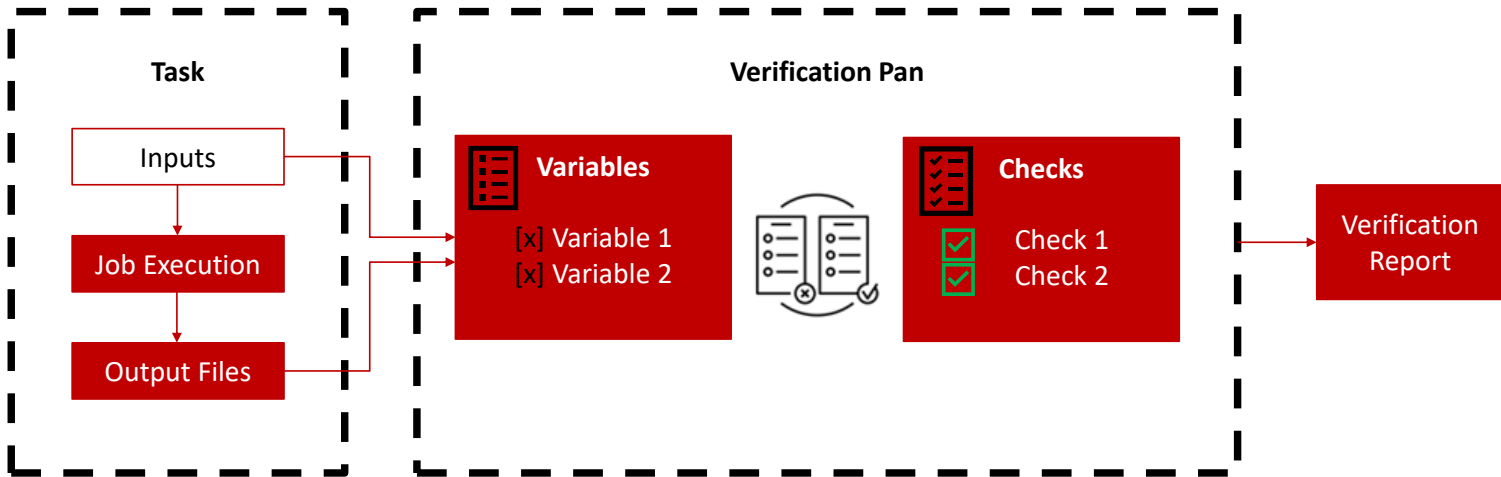 Task
Inputs
Job Execution
Output Files
Verification Pan
Variables
[x] Variable 1
[x] Variable 2
Checks
Check 1
Check 2
Verification
Report